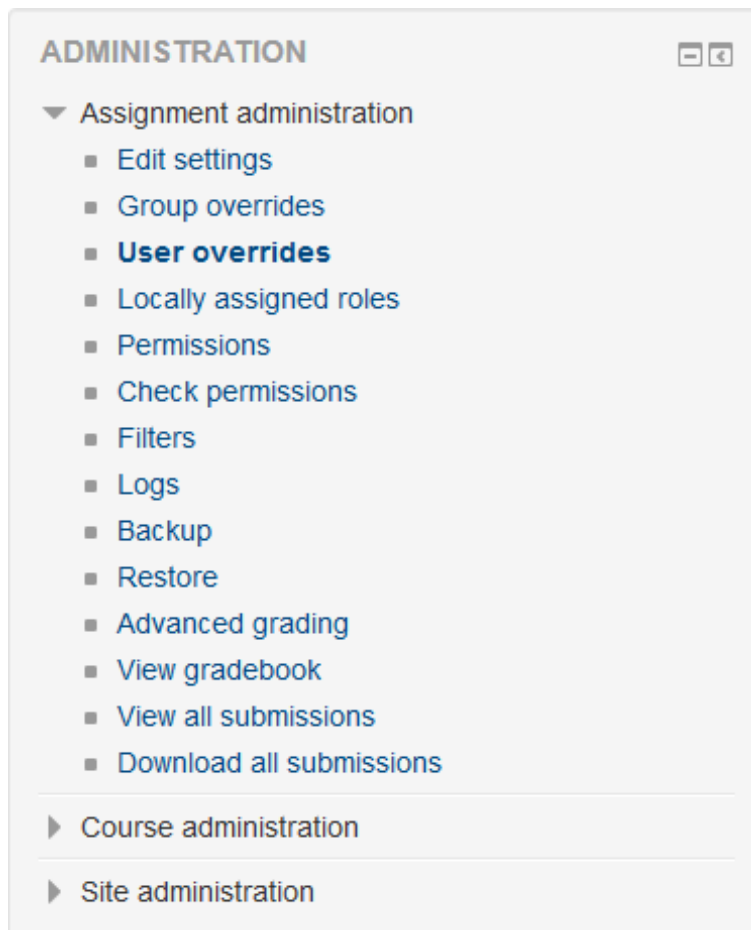 ADMINISTRATION
Assignment administration
Edit settings
Group overrides
User overrides
Locally assigned roles
Permissions
Check permissions
Filters
Logs
Backup
Restore
Advanced grading
View gradebook
View all submissions
Download all submissions
Course administration
Site administration